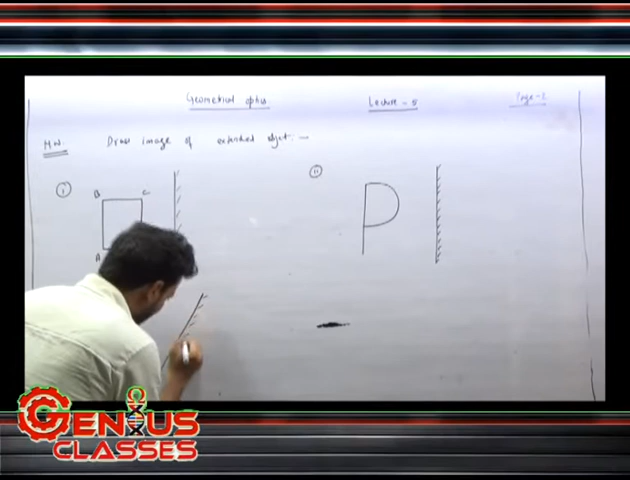 Geometrical optics Lecture - 5 Page - 1
H.W. Draw image of extended object. —
i B C ii
A
P
GENIUS
CLASSES